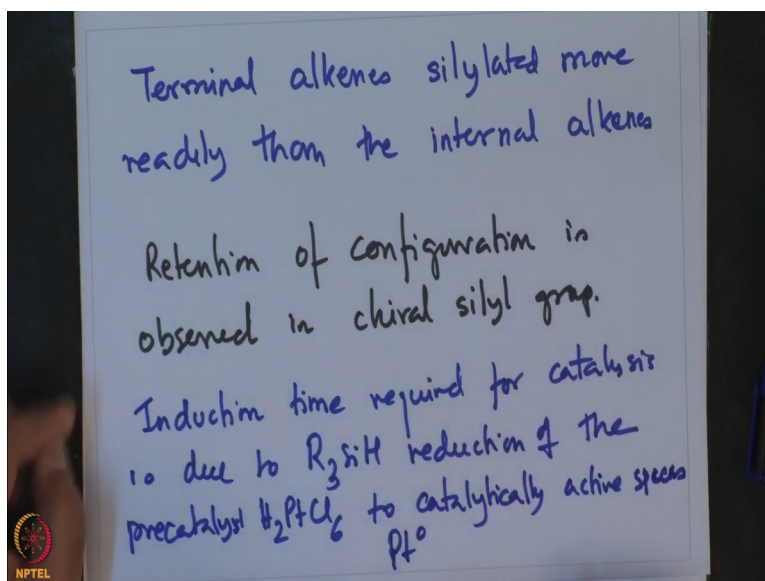 Terminal alkenes silylated more
readily than the internal alkenes
Retention of configuration is
observed in chiral silyl group.
Induction time required for catalysis
is due to R₃SiH reduction of the
precatalyst H₂PtCl₆ to catalytically active species
Pt⁰
NPTEL